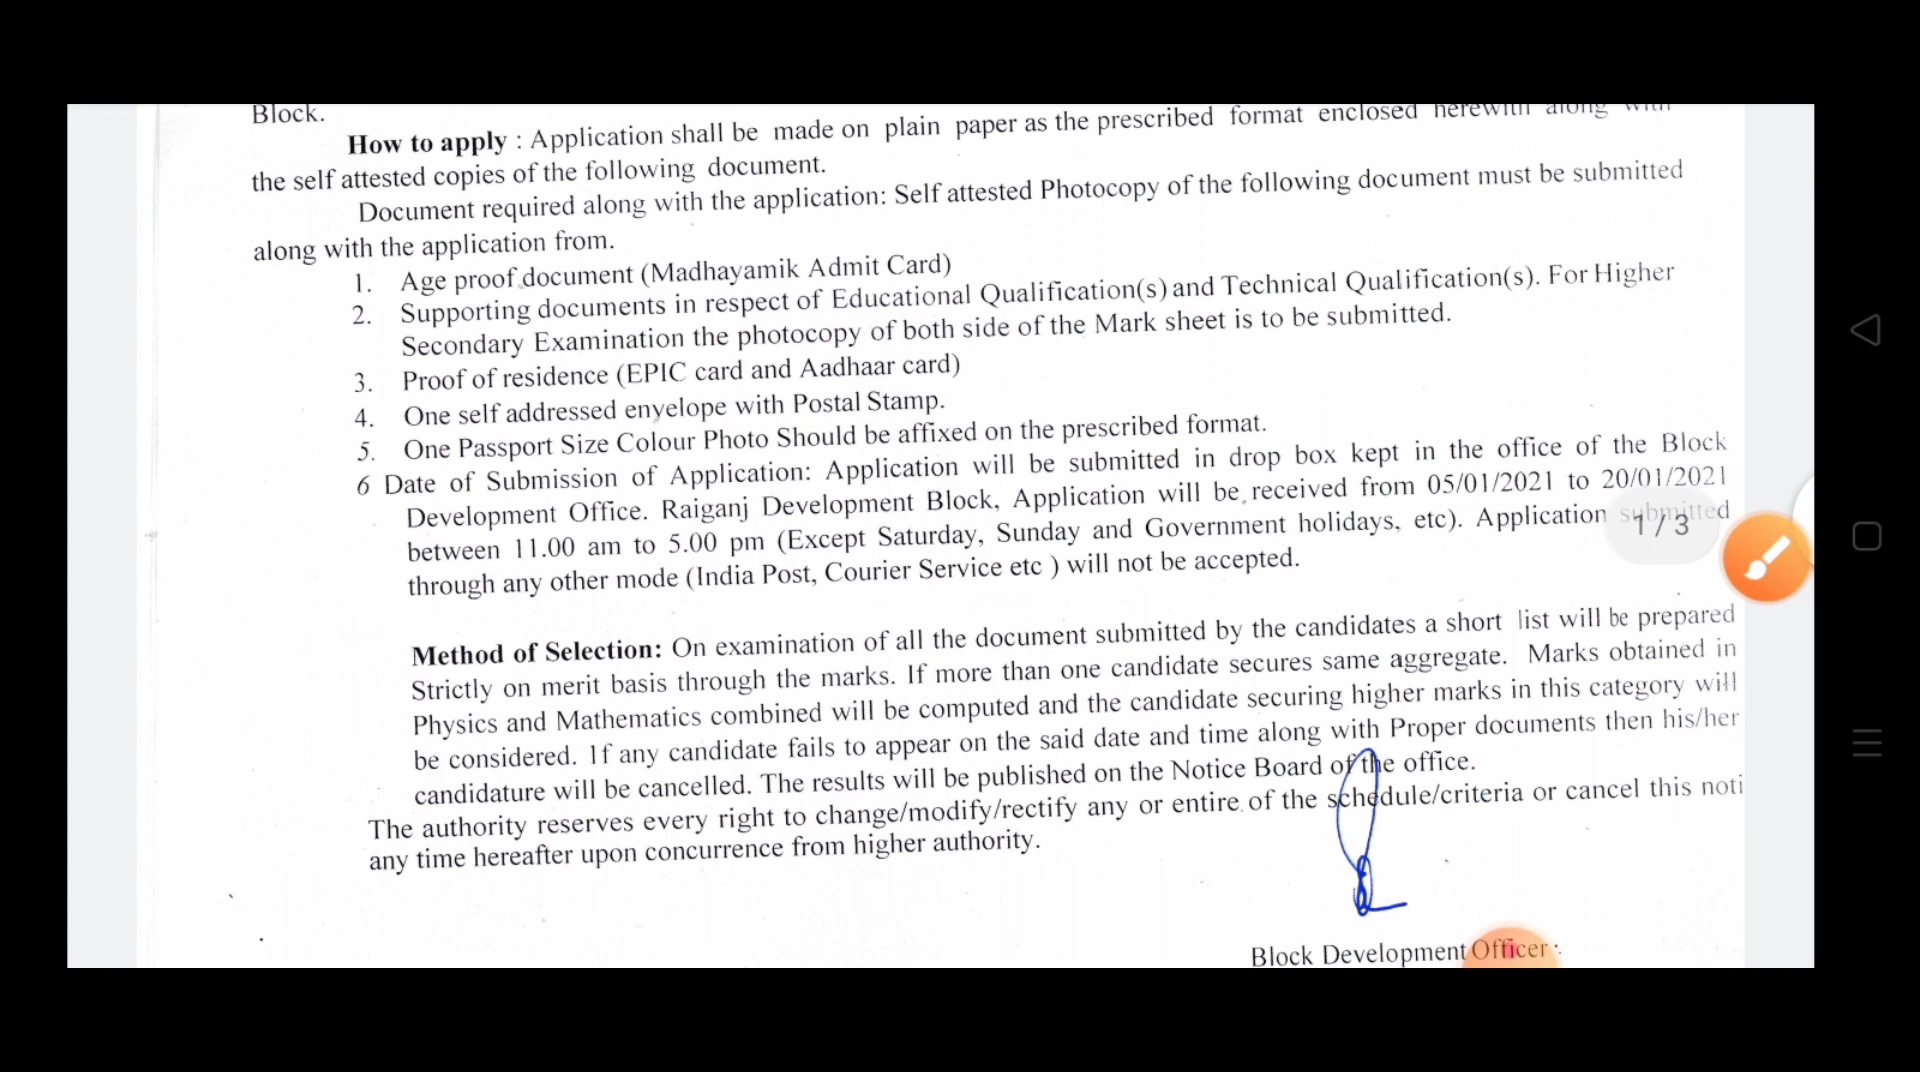 Block.
How to apply : Application shall be made on plain paper as the prescribed format enclosed herewith along with
the self attested copies of the following document.
Document required along with the application: Self attested Photocopy of the following document must be submitted
along with the application from.
1. Age proof document (Madhayamik Admit Card)
2. Supporting documents in respect of Educational Qualification(s) and Technical Qualification(s). For Higher
Secondary Examination the photocopy of both side of the Mark sheet is to be submitted.
3. Proof of residence (EPIC card and Aadhaar card)
4. One self addressed enyelope with Postal Stamp.
5. One Passport Size Colour Photo Should be affixed on the prescribed format.
6 Date of Submission of Application: Application will be submitted in drop box kept in the office of the Block
Development Office. Raiganj Development Block, Application will be received from 05/01/2021 to 20/01/2021
between 11.00 am to 5.00 pm (Except Saturday, Sunday and Government holidays, etc). Application submitted
through any other mode (India Post, Courier Service etc ) will not be accepted.
1/3
Method of Selection: On examination of all the document submitted by the candidates a short list will be prepared
Strictly on merit basis through the marks. If more than one candidate secures same aggregate. Marks obtained in
Physics and Mathematics combined will be computed and the candidate securing higher marks in this category will
be considered. If any candidate fails to appear on the said date and time along with Proper documents then his/her
candidature will be cancelled. The results will be published on the Notice Board of the office.
The authority reserves every right to change/modify/rectify any or entire of the schedule/criteria or cancel this noti
any time hereafter upon concurrence from higher authority.
Block Development Officer